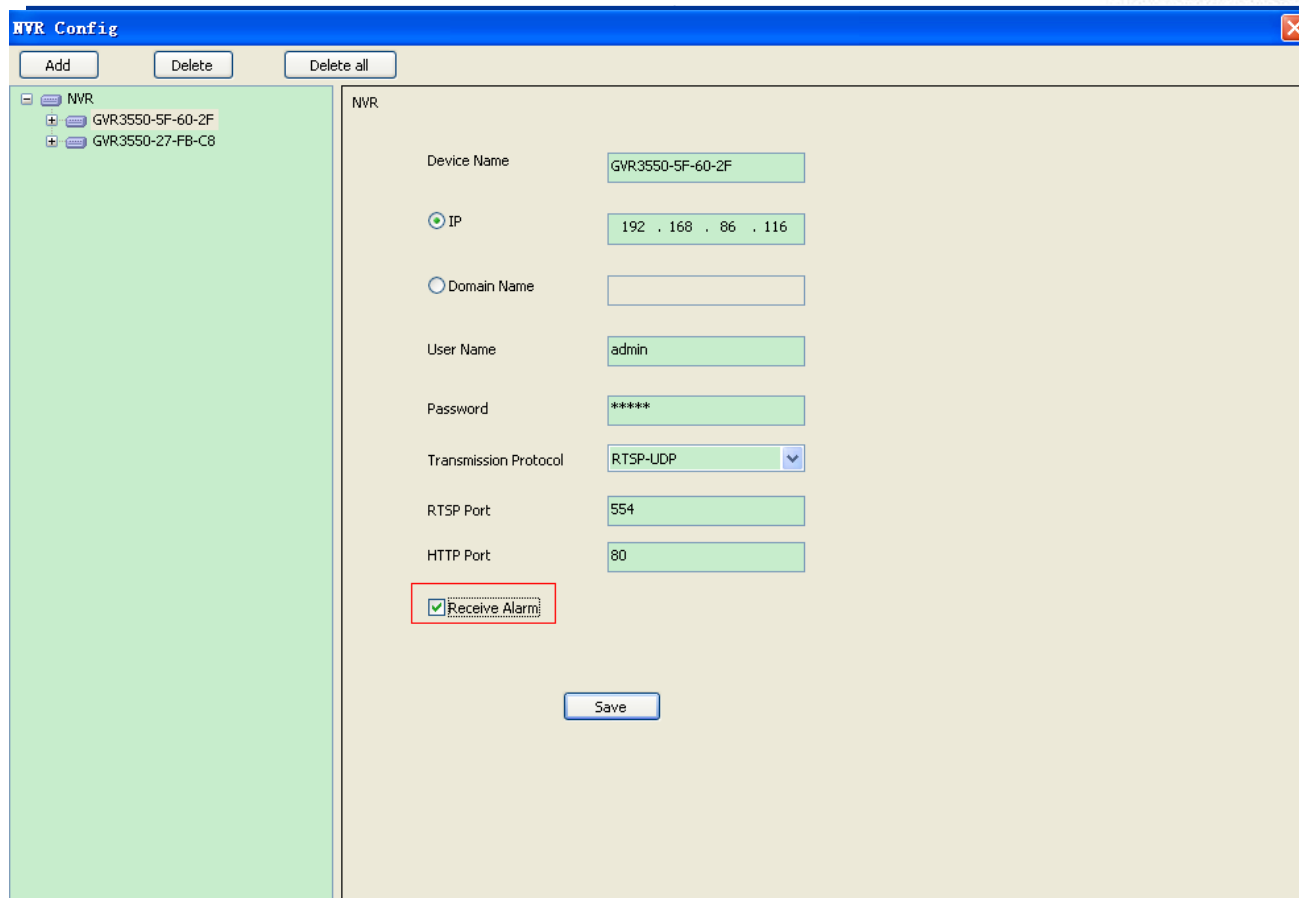 NVR Config
Add Delete Delete all
NVR
GVR3550-5F-60-2F
GVR3550-27-FB-C8
NVR
Device Name GVR3550-5F-60-2F
IP 192 . 168 . 86 . 116
Domain Name
User Name admin
Password *****
Transmission Protocol RTSP-UDP
RTSP Port 554
HTTP Port 80
Receive Alarm
Save